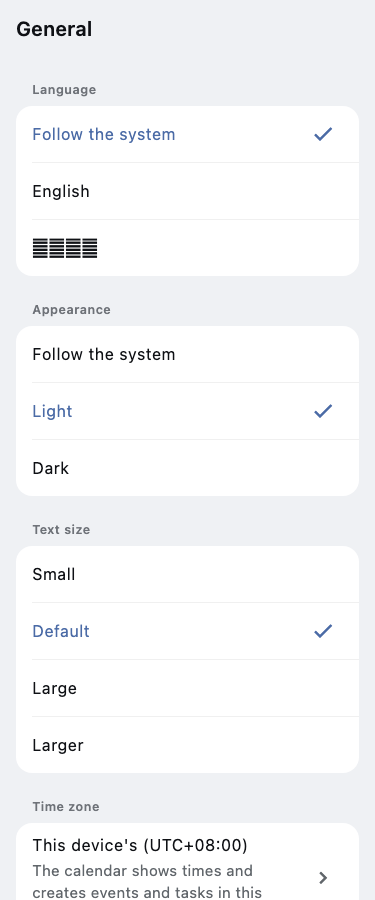 General
Language
Follow the system
English
Appearance
Follow the system
Light
Dark
Text size
Small
Default
Large
Larger
Time zone
This device's (UTC+08:00)
The calendar shows times and
creates events and tasks in this